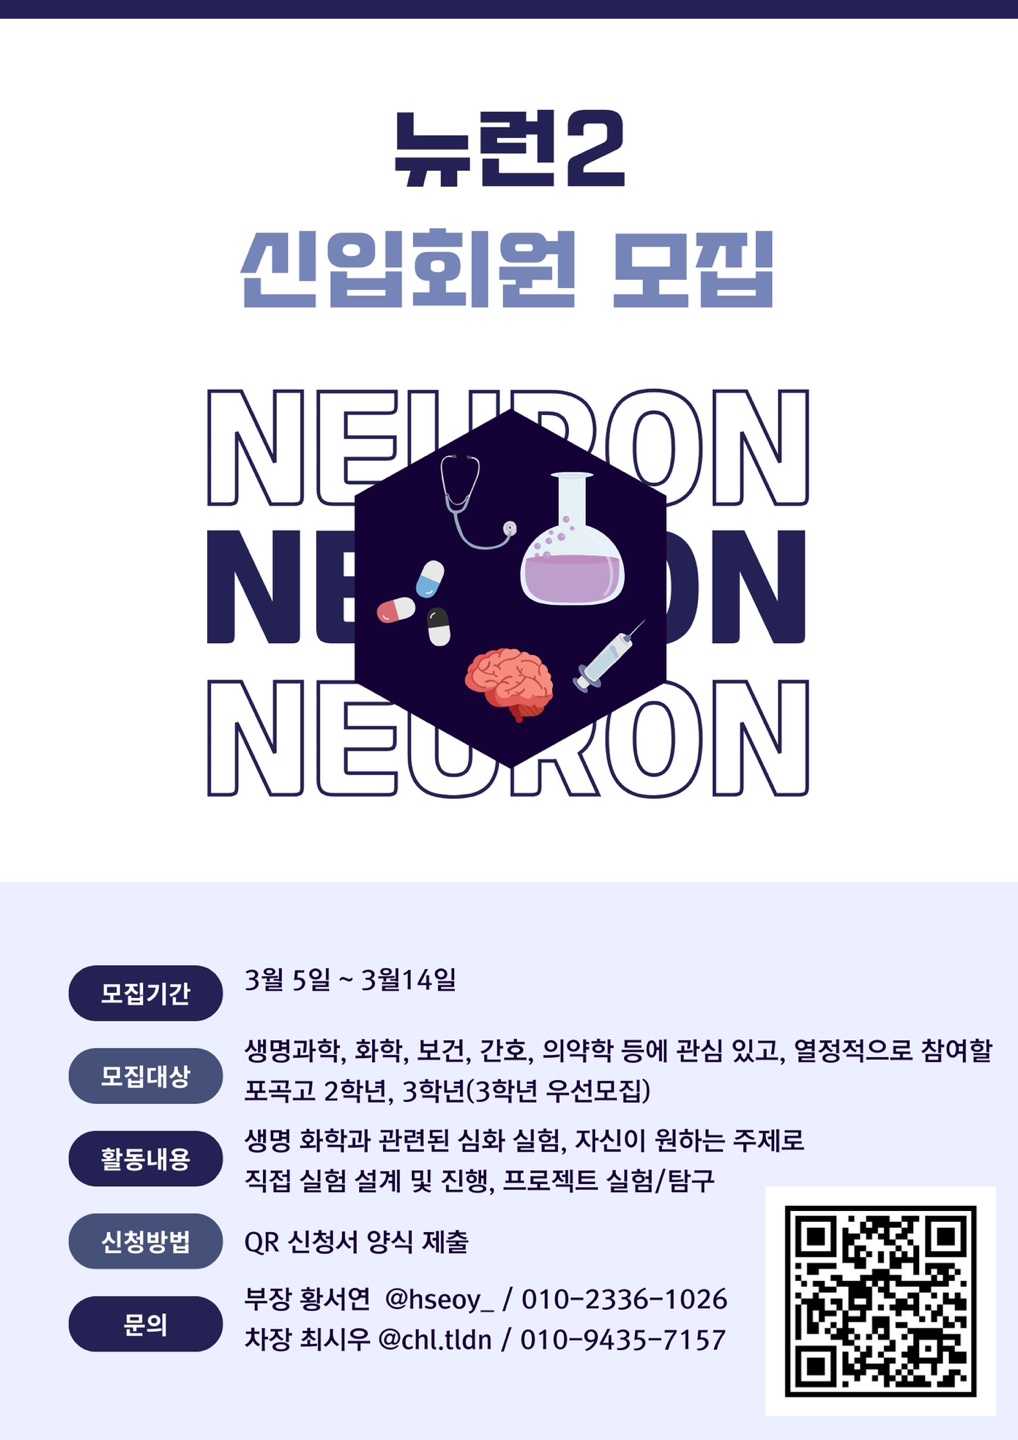 뉴런2
신입회원 모집
NEURON
NEURON
NEURON
모집기간
3월 5일 ~ 3월14일
모집대상
생명과학, 화학, 보건, 간호, 의약학 등에 관심 있고, 열정적으로 참여할
포곡고 2학년, 3학년(3학년 우선모집)
활동내용
생명 화학과 관련된 심화 실험, 자신이 원하는 주제로
직접 실험 설계 및 진행, 프로젝트 실험/탐구
신청방법
QR 신청서 양식 제출
문의
부장 황서연 @hseoy_ / 010-2336-1026
차장 최시우 @chl.tldn / 010-9435-7157